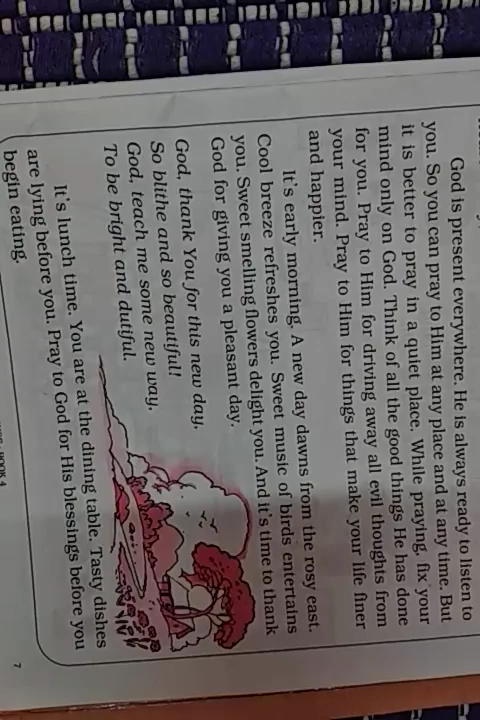 God is present everywhere. He is always ready to listen to
you. So you can pray to Him at any place and at any time. But
it is better to pray in a quiet place. While praying, fix your
mind only on God. Think of all the good things He has done
for you. Pray to Him for driving away all evil thoughts from
your mind. Pray to Him for things that make your life finer
and happier.
It's early morning. A new day dawns from the rosy east.
Cool breeze refreshes you. Sweet music of birds entertains
you. Sweet smelling flowers delight you. And it's time to thank
God for giving you a pleasant day.
God, thank You for this new day,
So blithe and so beautiful!
God, teach me some new way,
To be bright and dutiful.
It's lunch time. You are at the dining table. Tasty dishes
are lying before you. Pray to God for His blessings before you
begin eating.
BOOK 4
7